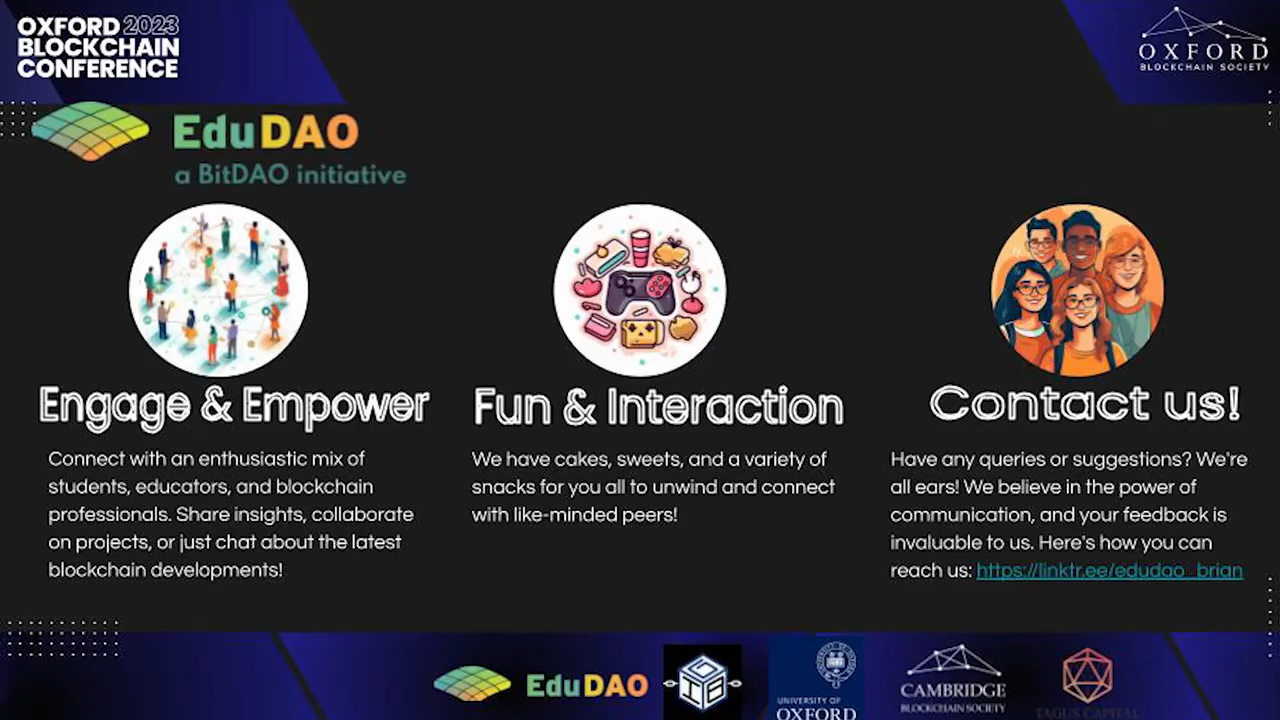 OXFORD 2023
BLOCKCHAIN
CONFERENCE
OXFORD
BLOCKCHAIN SOCIETY
EduDAO
a BitDAO initiative
Engage & Empower
Connect with an enthusiastic mix of
students, educators, and blockchain
professionals. Share insights, collaborate
on projects, or just chat about the latest
blockchain developments!
Fun & Interaction
We have cakes, sweets, and a variety of
snacks for you all to unwind and connect
with like-minded peers!
Contact us!
Have any queries or suggestions? We're
all ears! We believe in the power of
communication, and your feedback is
invaluable to us. Here's how you can
reach us: https://linktr.ee/edudao_brian
EduDAO
UNIVERSITY OF
OXFORD
CAMBRIDGE
BLOCKCHAIN SOCIETY
TAGUS CAPITAL